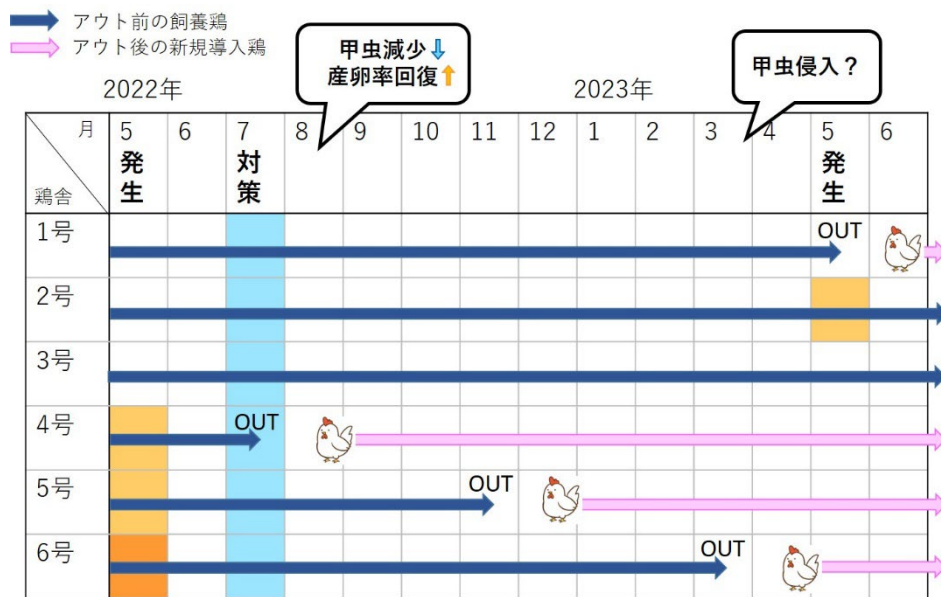 アウト前の飼養鶏
アウト後の新規導入鶏
甲虫減少↓
産卵率回復↑
甲虫侵入？
2022年
2023年
月
鶏舎
5 6 7 8 9 10 11 12 1 2 3 4 5 6
発生
対策
発生
1号
OUT
2号
3号
4号
OUT
5号
OUT
6号
OUT